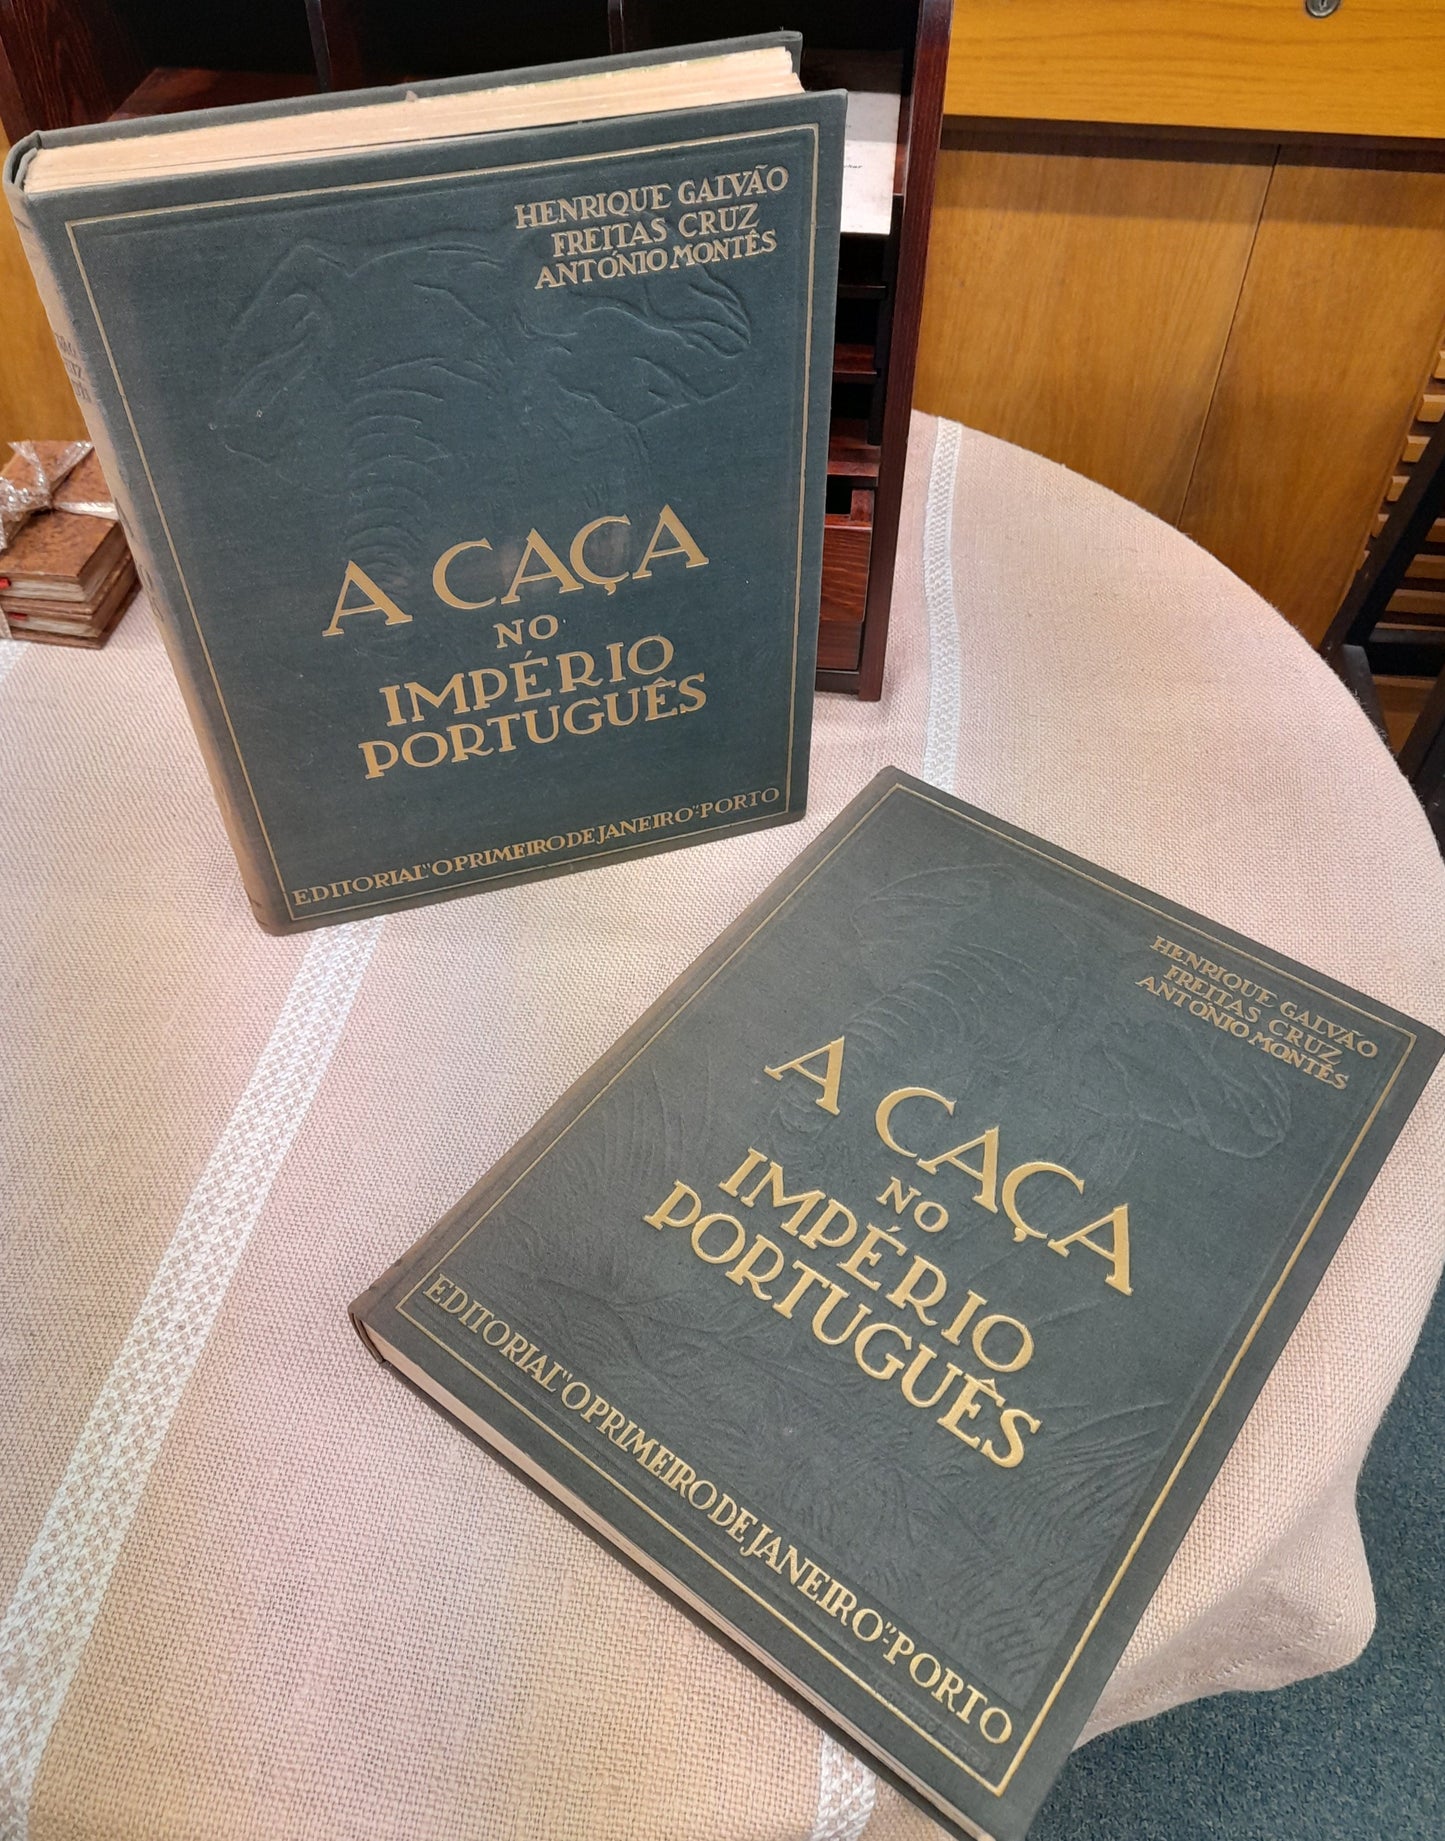 HENRIQUE GALVÃO
FREITAS CRUZ
ANTÓNIO MONTÊS
A CAÇA
NO
IMPÉRIO
PORTUGUÊS
EDITORIAL "O PRIMEIRO DE JANEIRO"-PORTO
HENRIQUE GALVÃO
FREITAS CRUZ
ANTÓNIO MONTÊS
A CAÇA
NO
IMPÉRIO
PORTUGUÊS
EDITORIAL "O PRIMEIRO DE JANEIRO"-PORTO